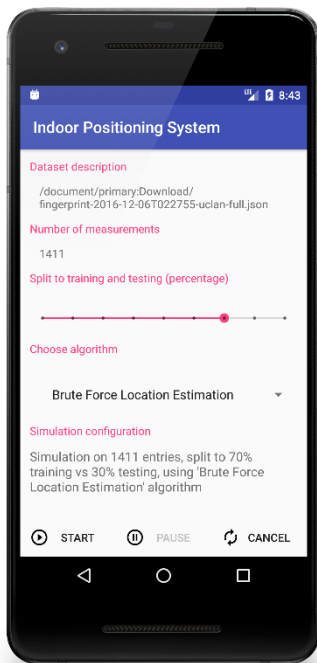 LTE 8:43
Indoor Positioning System
Dataset description
/document/primary:Download/
fingerprint-2016-12-06T022755-uclan-full.json
Number of measurements
1411
Split to training and testing (percentage)
Choose algorithm
Brute Force Location Estimation
Simulation configuration
Simulation on 1411 entries, split to 70%
training vs 30% testing, using 'Brute Force
Location Estimation' algorithm
START PAUSE CANCEL